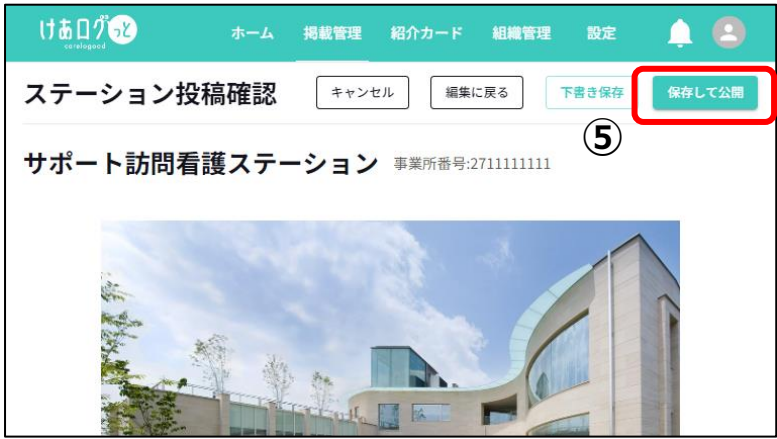 けあログっと
carelogood
ホーム 掲載管理 紹介カード 組織管理 設定
ステーション投稿確認 キャンセル 編集に戻る 下書き保存 保存して公開
⑤
サポート訪問看護ステーション 事業所番号:2711111111